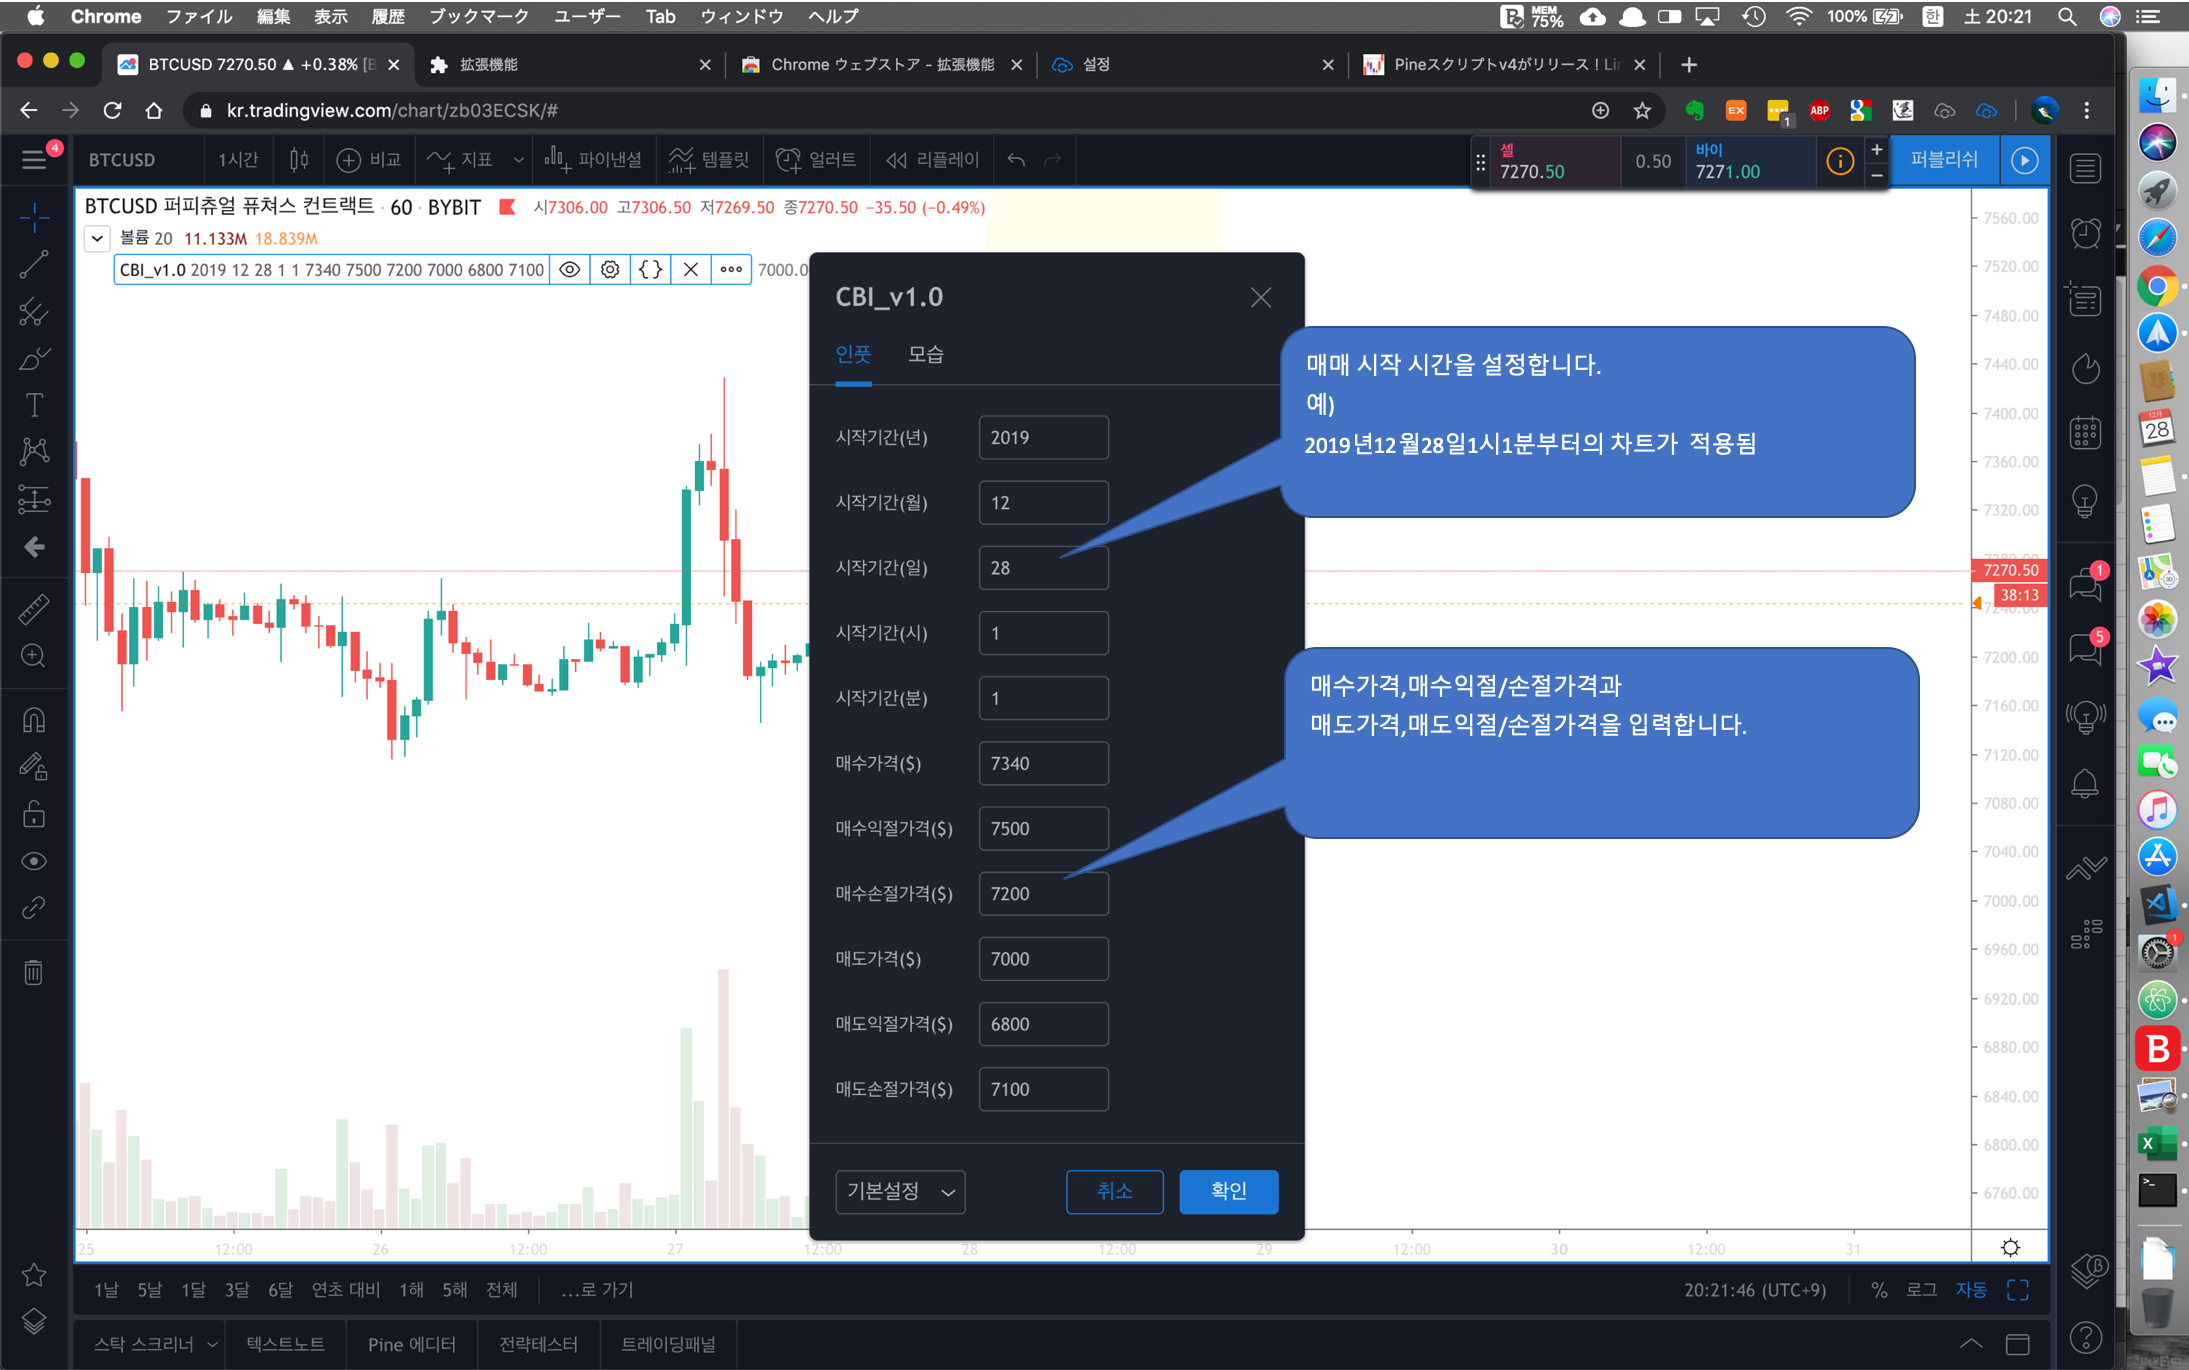 Chrome ファイル 編集 表示 履歴 ブックマーク ユーザー Tab ウィンドウ ヘルプ MEM 75% 100% 한 土 20:21
BTCUSD 7270.50 ▲ +0.38% [B 拡張機能 Chrome ウェブストア - 拡張機能 설정 Pineスクリプトv4がリリース！Li
kr.tradingview.com/chart/zb03ECSK/# EX 1 ABP
4 BTCUSD 1시간 비교 지표 파이낸셜 템플릿 얼러트 리플레이 셀 7270.50 0.50 바이 7271.00 퍼블리쉬
BTCUSD 퍼피츄얼 퓨쳐스 컨트랙트 · 60 · BYBIT 시7306.00 고7306.50 저7269.50 종7270.50 −35.50 (−0.49%)
볼륨 20 11.133M 18.839M
CBI_v1.0 2019 12 28 1 1 7340 7500 7200 7000 6800 7100 7000.0
CBI_v1.0
인풋 모습
시작기간(년) 2019
시작기간(월) 12
시작기간(일) 28
시작기간(시) 1
시작기간(분) 1
매수가격($) 7340
매수익절가격($) 7500
매수손절가격($) 7200
매도가격($) 7000
매도익절가격($) 6800
매도손절가격($) 7100
기본설정 취소 확인
매매 시작 시간을 설정합니다.
예)
2019년12월28일1시1분부터의 차트가 적용됨
매수가격,매수익절/손절가격과
매도가격,매도익절/손절가격을 입력합니다.
7560.00
7520.00
7480.00
7440.00
7400.00
7360.00
7320.00
7280.00
7270.50
38:13
7240.00
7200.00
7160.00
7120.00
7080.00
7040.00
7000.00
6960.00
6920.00
6880.00
6840.00
6800.00
6760.00
25 12:00 26 12:00 27 12:00 28 12:00 29 12:00 30 12:00 31
1날 5날 1달 3달 6달 연초 대비 1해 5해 전체 ...로 가기 20:21:46 (UTC+9) % 로그 자동
스탁 스크리너 텍스트노트 Pine 에디터 전략테스터 트레이딩패널
1
5
12月
28
1